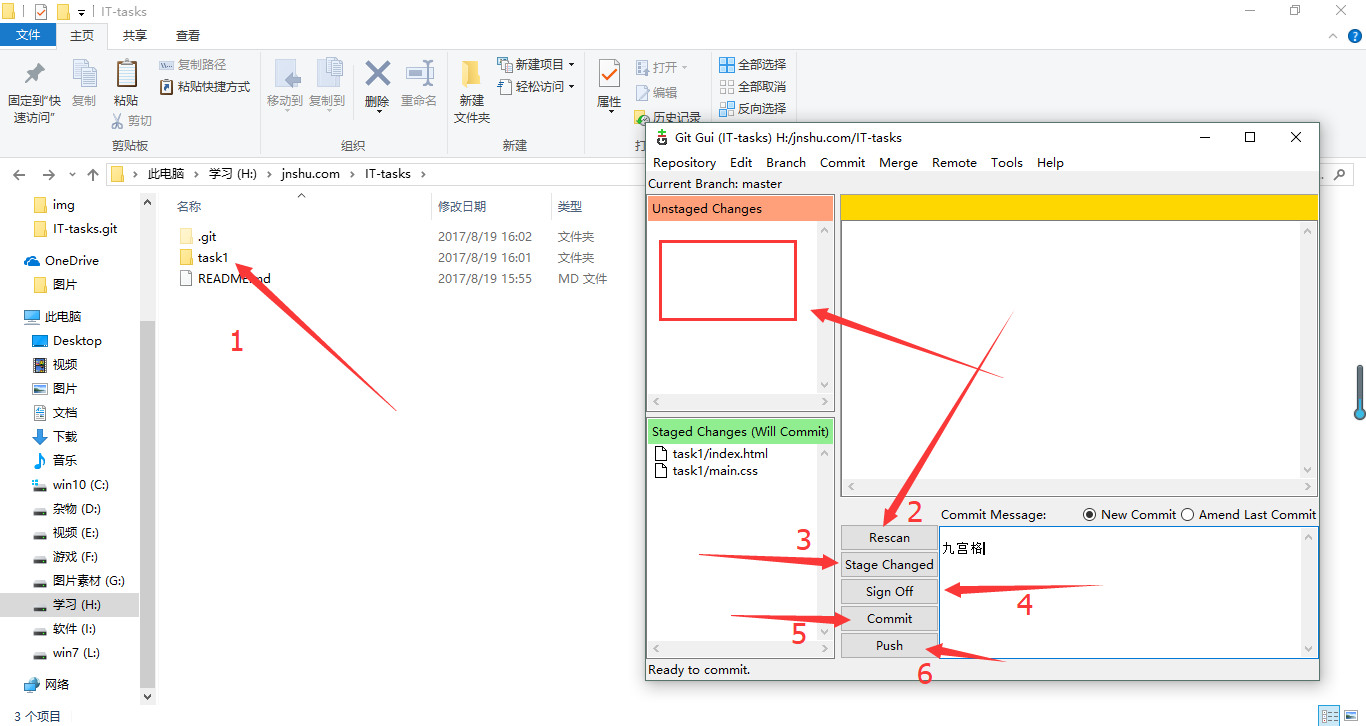 IT-tasks
文件 主页 共享 查看
固定到“快速访问”
复制
粘贴
复制路径
粘贴快捷方式
剪切
剪贴板
移动到
复制到
删除
重命名
组织
新建文件夹
新建项目
轻松访问
新建
属性
打开
编辑
历史记录
全部选择
全部取消
反向选择
此电脑 学习 (H:) jnshu.com IT-tasks
img
IT-tasks.git
OneDrive
图片
此电脑
Desktop
视频
图片
文档
下载
音乐
win10 (C:)
杂物 (D:)
视频 (E:)
游戏 (F:)
图片素材 (G:)
学习 (H:)
软件 (I:)
win7 (L:)
网络
名称 修改日期 类型
.git 2017/8/19 16:02 文件夹
task1 2017/8/19 16:01 文件夹
README.md 2017/8/19 15:55 MD 文件
1
3 个项目
Git Gui (IT-tasks) H:/jnshu.com/IT-tasks
Repository Edit Branch Commit Merge Remote Tools Help
Current Branch: master
Unstaged Changes
Staged Changes (Will Commit)
task1/index.html
task1/main.css
2
3
4
5
6
Rescan
Stage Changed
Sign Off
Commit
Push
Commit Message: New Commit Amend Last Commit
九宫格
Ready to commit.